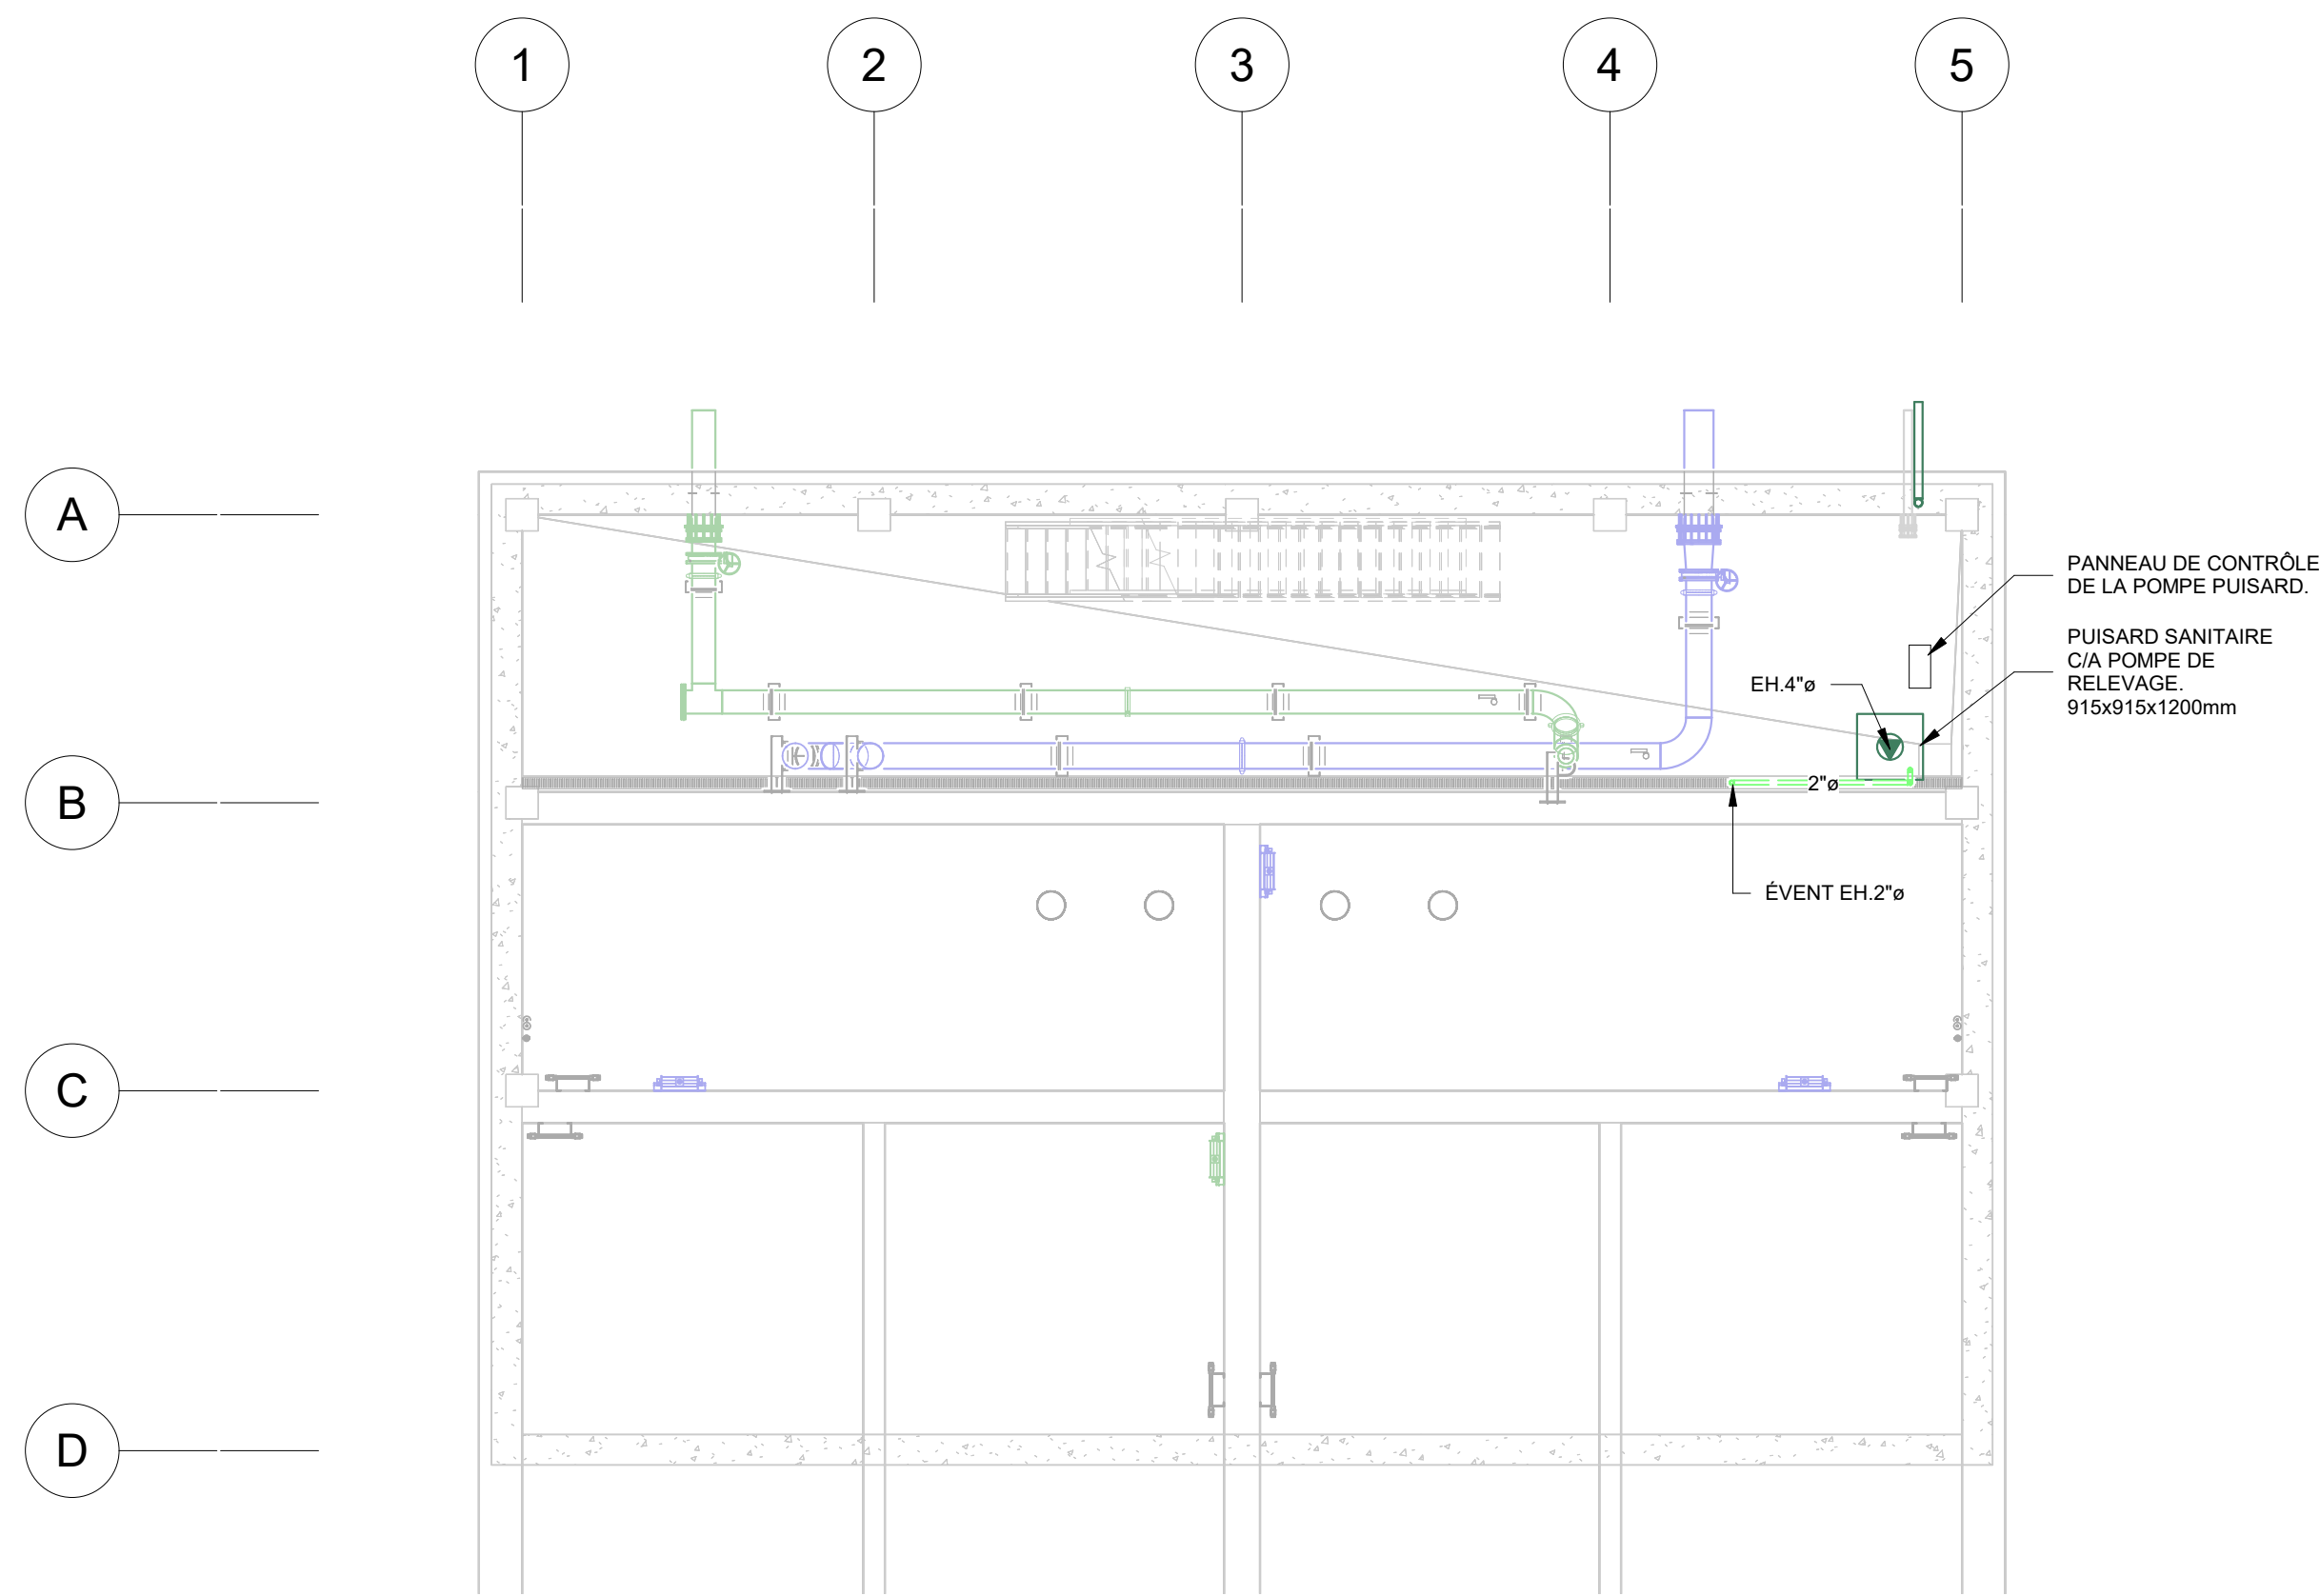 1
2
3
4
5
A
PANNEAU DE CONTRÔLE
DE LA POMPE PUISARD.
PUISARD SANITAIRE
C/A POMPE DE
RELEVAGE.
915x915x1200mm
EH.4"ø
B
2"ø
ÉVENT EH.2"ø
C
D